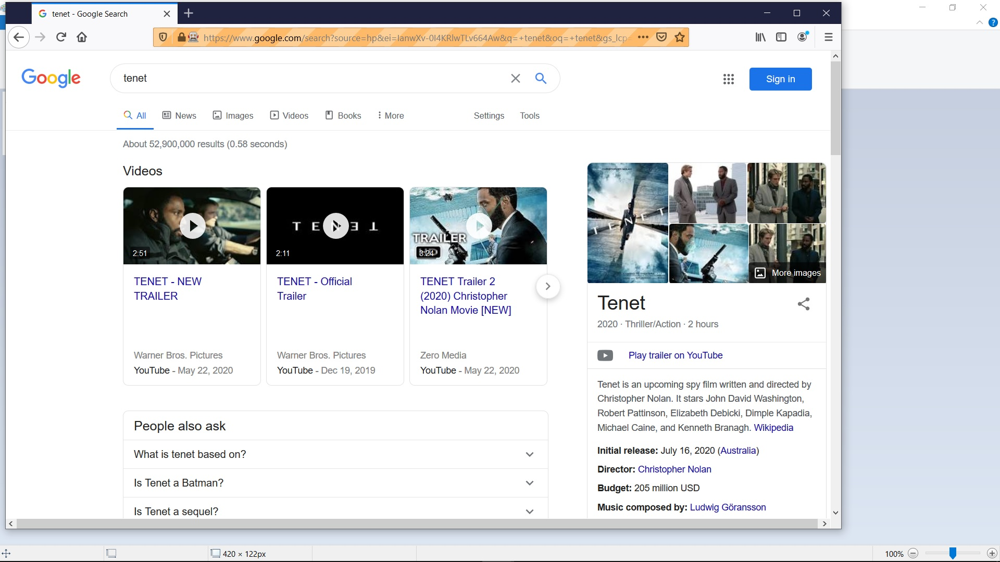 tenet - Google Search
https://www.google.com/search?source=hp&ei=IanwXv-0I4KRlwTLv664Aw&q=+tenet&oq=+tenet&gs_lcp=
Google
tenet
Sign in
All
News
Images
Videos
Books
More
Settings
Tools
About 52,900,000 results (0.58 seconds)
Videos
2:51
TENET - NEW
TRAILER
Warner Bros. Pictures
YouTube - May 22, 2020
TENET
2:11
TENET - Official
Trailer
Warner Bros. Pictures
YouTube - Dec 19, 2019
TRAILER
HD
3:24
TENET Trailer 2
(2020) Christopher
Nolan Movie [NEW]
Zero Media
YouTube - May 22, 2020
People also ask
What is tenet based on?
Is Tenet a Batman?
Is Tenet a sequel?
CHRISTOPHER NOLAN
TENET
More images
Tenet
2020 · Thriller/Action · 2 hours
Play trailer on YouTube
Tenet is an upcoming spy film written and directed by
Christopher Nolan. It stars John David Washington,
Robert Pattinson, Elizabeth Debicki, Dimple Kapadia,
Michael Caine, and Kenneth Branagh. Wikipedia
Initial release: July 16, 2020 (Australia)
Director: Christopher Nolan
Budget: 205 million USD
Music composed by: Ludwig Göransson
420 × 122px
100%